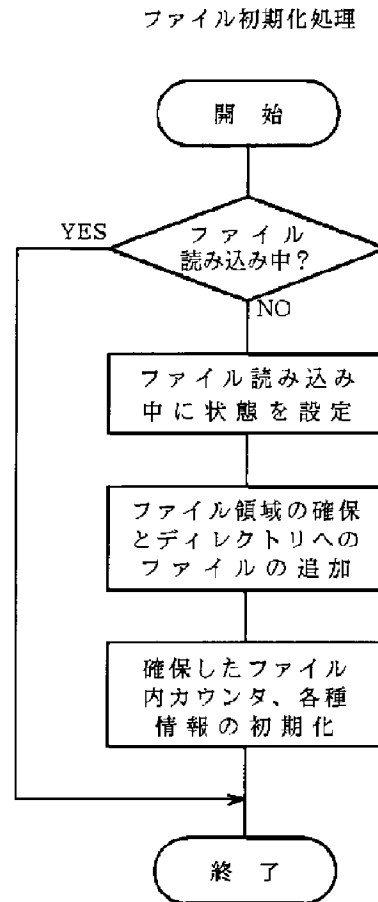 ファイル初期化処理
開始
YES
ファイル
読み込み中?
NO
ファイル読み込み
中に状態を設定
ファイル領域の確保
とディレクトリへの
ファイルの追加
確保したファイル
内カウンタ、各種
情報の初期化
終了